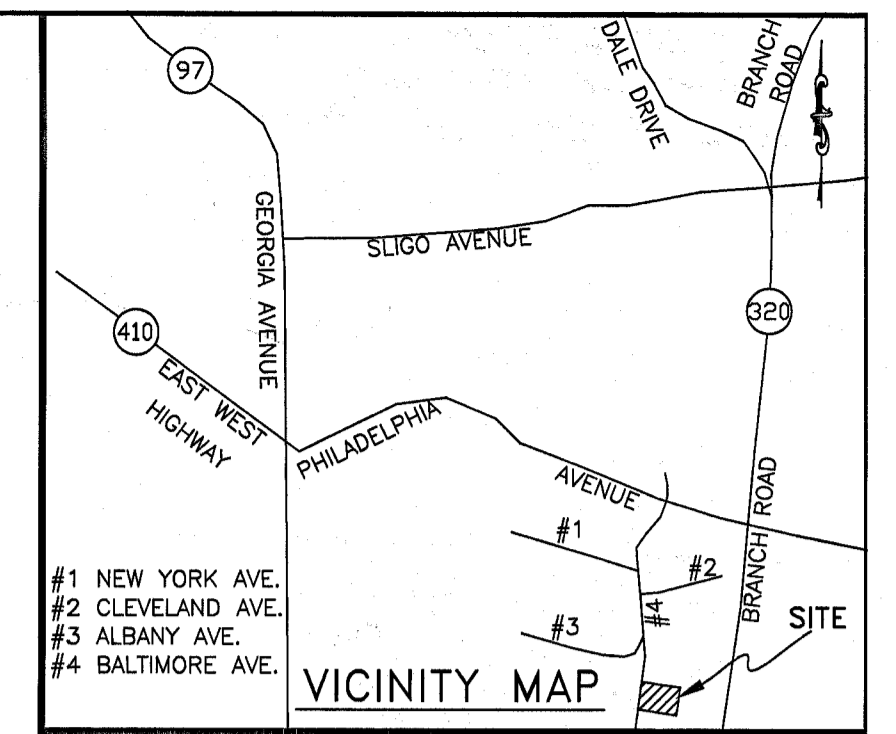 97
DALE DRIVE
BRANCH
ROAD
GEORGIA AVENUE
SLIGO AVENUE
320
410
EAST WEST
HIGHWAY
PHILADELPHIA
AVENUE
BRANCH ROAD
#1
#2
#3
#4
SITE
#1 NEW YORK AVE.
#2 CLEVELAND AVE.
#3 ALBANY AVE.
#4 BALTIMORE AVE.
VICINITY MAP